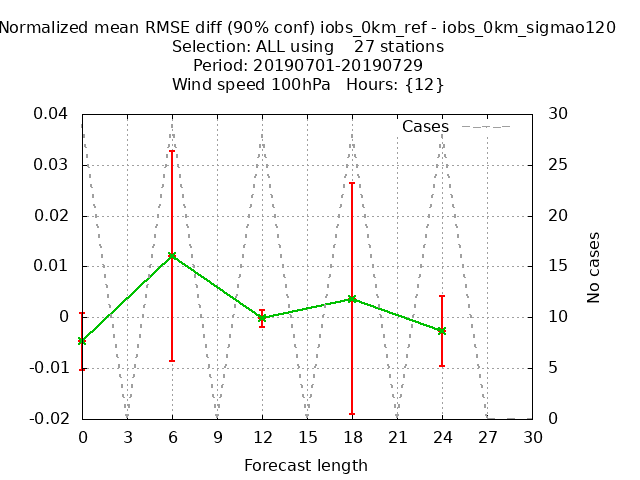 Normalized mean RMSE diff (90% conf) iobs_0km_ref - iobs_0km_sigmao120
Selection: ALL using 27 stations
Period: 20190701-20190729
Wind speed 100hPa Hours: {12}
Cases
0.04
0.03
0.02
0.01
0
-0.01
-0.02
30
25
20
15
10
5
0
No cases
0 3 6 9 12 15 18 21 24 27 30
Forecast length